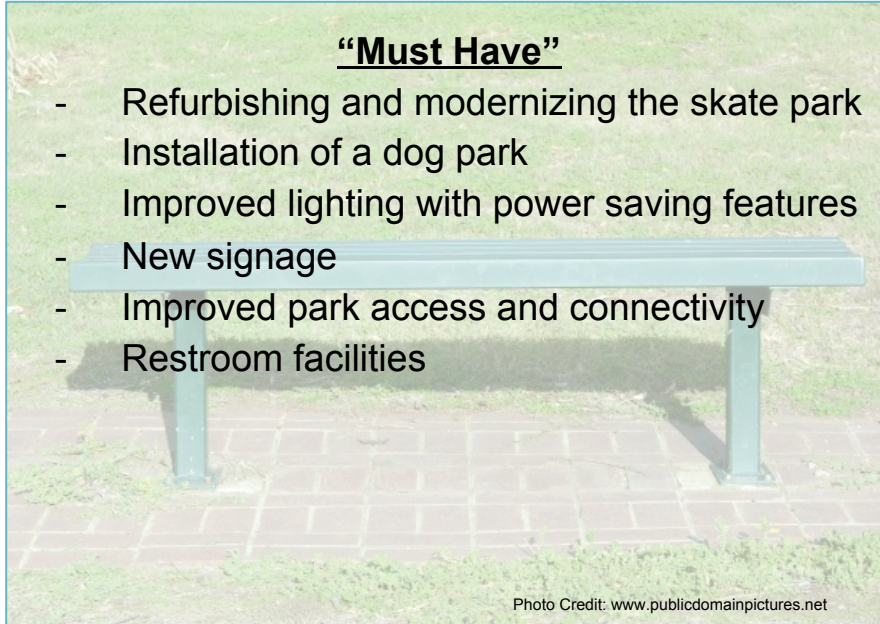 “Must Have”
- Refurbishing and modernizing the skate park
- Installation of a dog park
- Improved lighting with power saving features
- New signage
- Improved park access and connectivity
- Restroom facilities
Photo Credit: www.publicdomainpictures.net